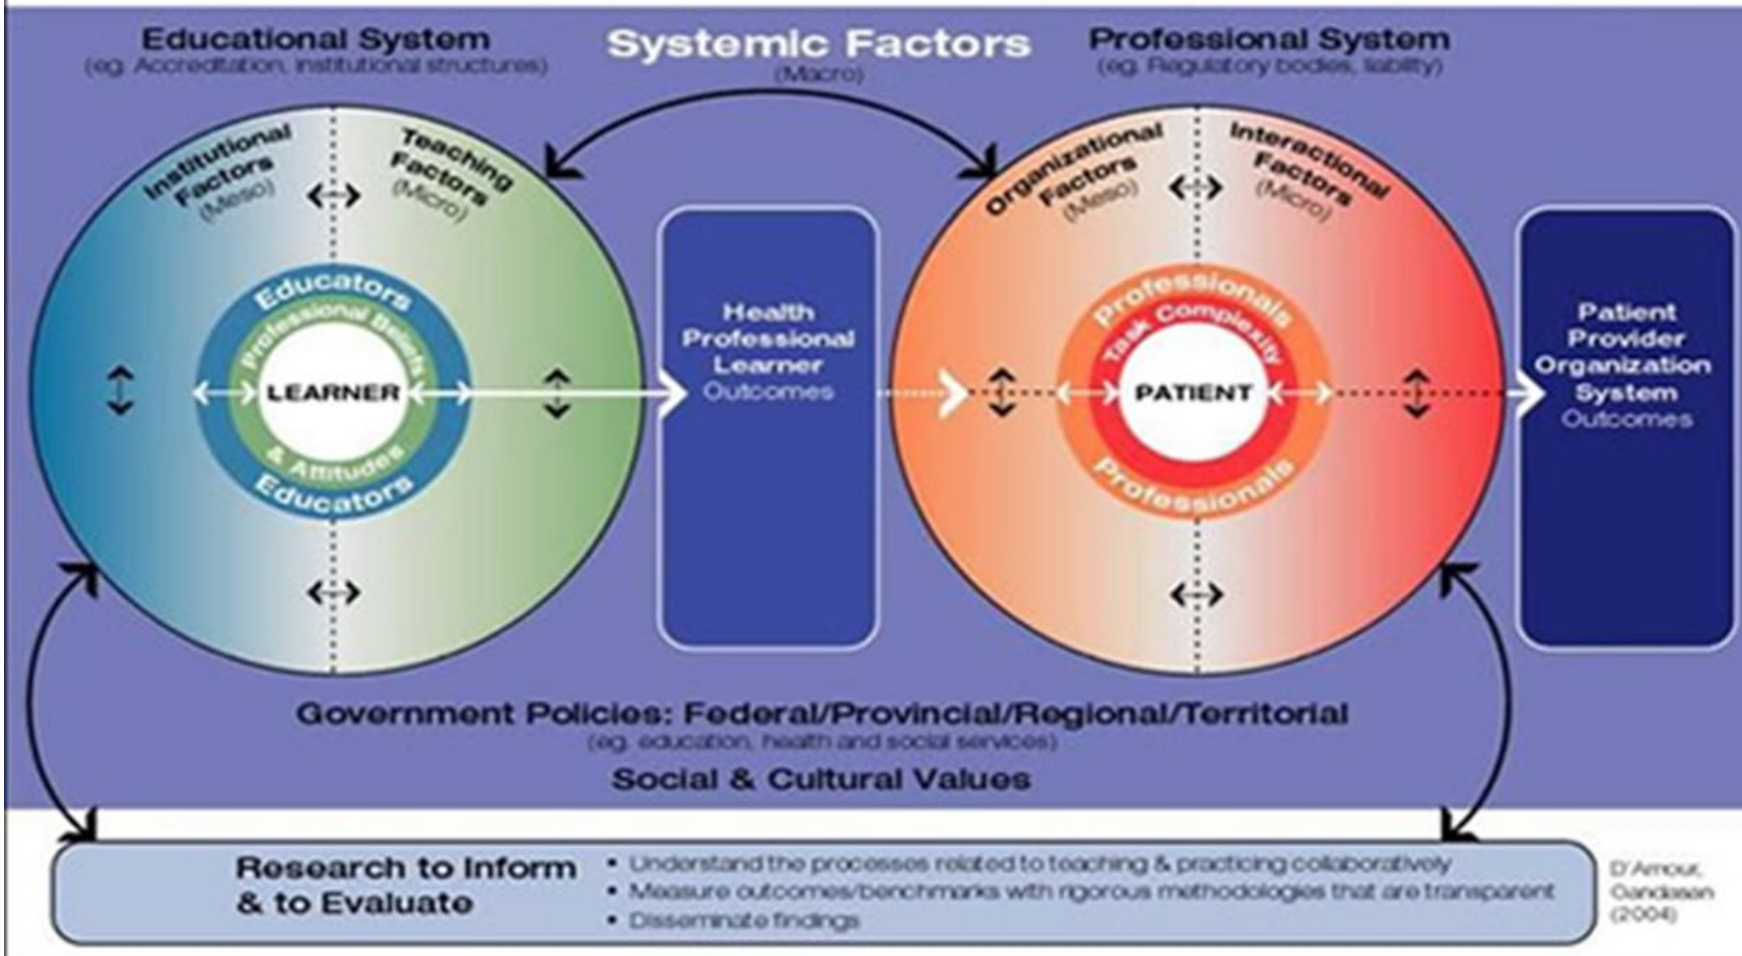 Educational System
(eg. Accreditation, institutional structures)
Systemic Factors
(Macro)
Professional System
(eg. Regulatory bodies, liability)
Institutional
Factors
(Meso)
Teaching
Factors
(Micro)
Organizational
Factors
(Meso)
Interactional
Factors
(Micro)
Educators
Professional Beliefs
LEARNER
& Attitudes
Educators
Health
Professional
Learner
Outcomes
Professionals
Task Complexity
PATIENT
Professionals
Patient
Provider
Organization
System
Outcomes
Government Policies: Federal/Provincial/Regional/Territorial
(eg. education, health and social services)
Social & Cultural Values
Research to Inform
& to Evaluate
• Understand the processes related to teaching & practicing collaboratively
• Measure outcomes/benchmarks with rigorous methodologies that are transparent
• Disseminate findings
D'Amour,
Oandasan
(2004)